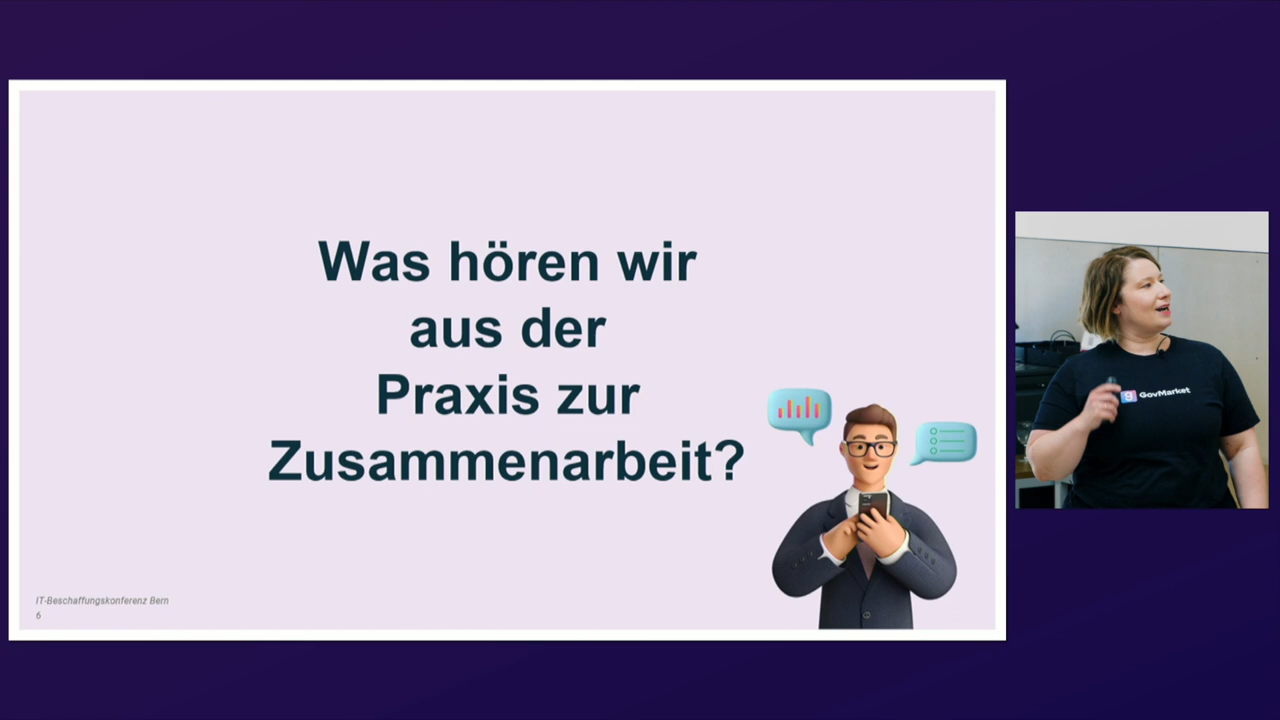 Was hören wir
aus der
Praxis zur
Zusammenarbeit?
IT-Beschaffungskonferenz Bern
6
g GovMarket